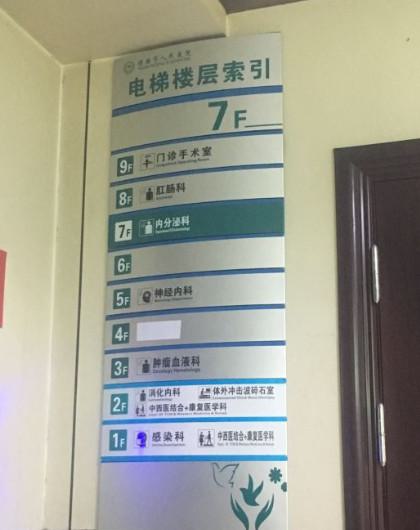 电梯楼层索引
7F
9F 门诊手术室
8F 肛肠科
7F 内分泌科
6F
5F 神经内科
4F
3F 肿瘤血液科
2F 消化内科 体外冲击波碎石室
中西医结合+康复医学科
1F 感染科 中西医结合+康复医学科